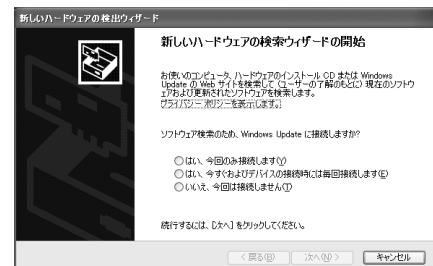 新しいハードウェアの検出ウィザード
新しいハードウェアの検索ウィザードの開始
お使いのコンピュータ、ハードウェアのインストール CD または Windows
Update の Web サイトを検索して (ユーザーの了解のもとに) 現在のソフトウ
ェアおよび更新されたソフトウェアを検索します。
プライバシー ポリシーを表示します。
ソフトウェア検索のため、Windows Update に接続しますか?
はい、今回のみ接続します(Y)
はい、今すぐおよびデバイスの接続時には毎回接続します(E)
いいえ、今回は接続しません(T)
続行するには、[次へ] をクリックしてください。
< 戻る(B) 次へ(N) > キャンセル